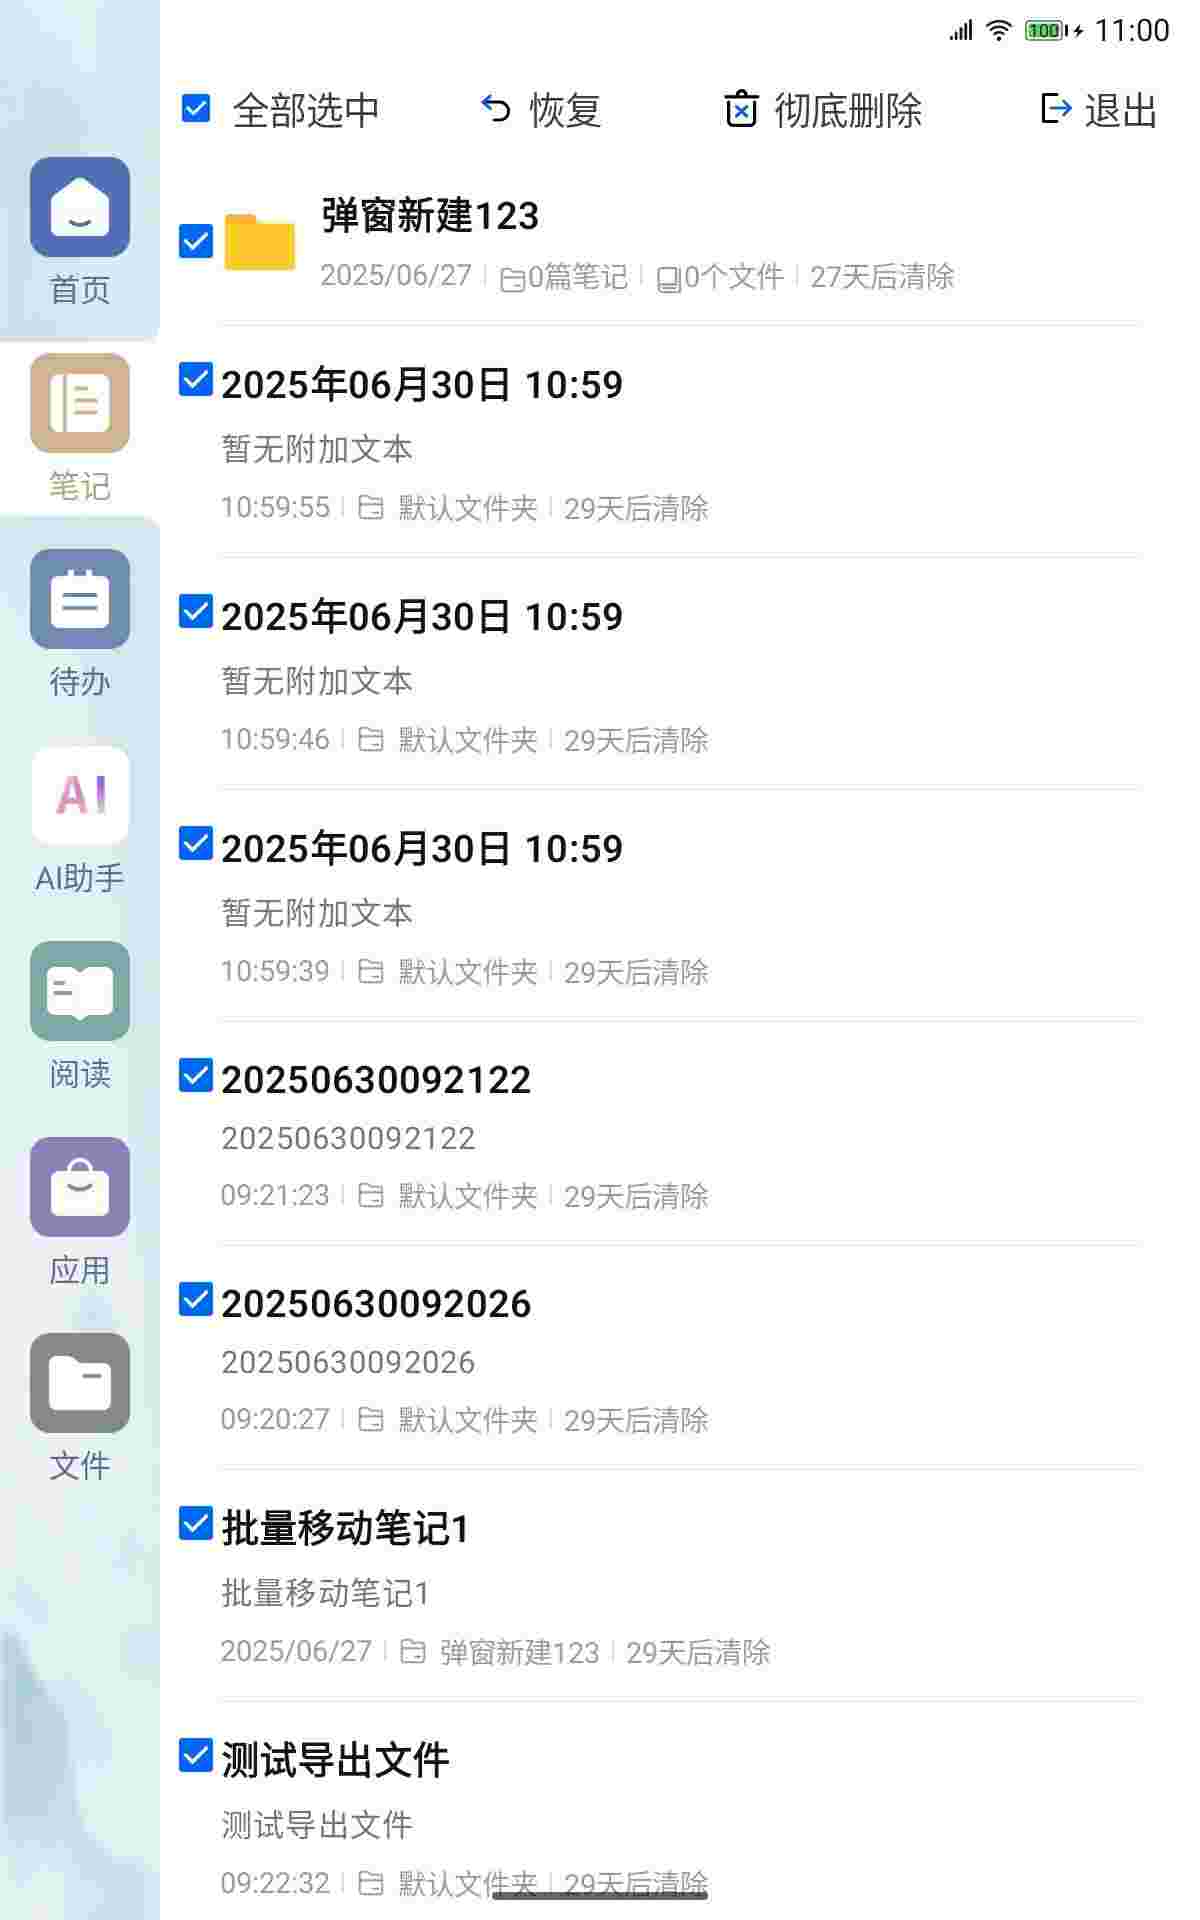 100 11:00
全部选中 恢复 彻底删除 退出
首页
笔记
待办
AI
AI助手
阅读
应用
文件
弹窗新建123
2025/06/27 0篇笔记 0个文件 27天后清除
2025年06月30日 10:59
暂无附加文本
10:59:55 默认文件夹 29天后清除
2025年06月30日 10:59
暂无附加文本
10:59:46 默认文件夹 29天后清除
2025年06月30日 10:59
暂无附加文本
10:59:39 默认文件夹 29天后清除
20250630092122
20250630092122
09:21:23 默认文件夹 29天后清除
20250630092026
20250630092026
09:20:27 默认文件夹 29天后清除
批量移动笔记1
批量移动笔记1
2025/06/27 弹窗新建123 29天后清除
测试导出文件
测试导出文件
09:22:32 默认文件夹 29天后清除